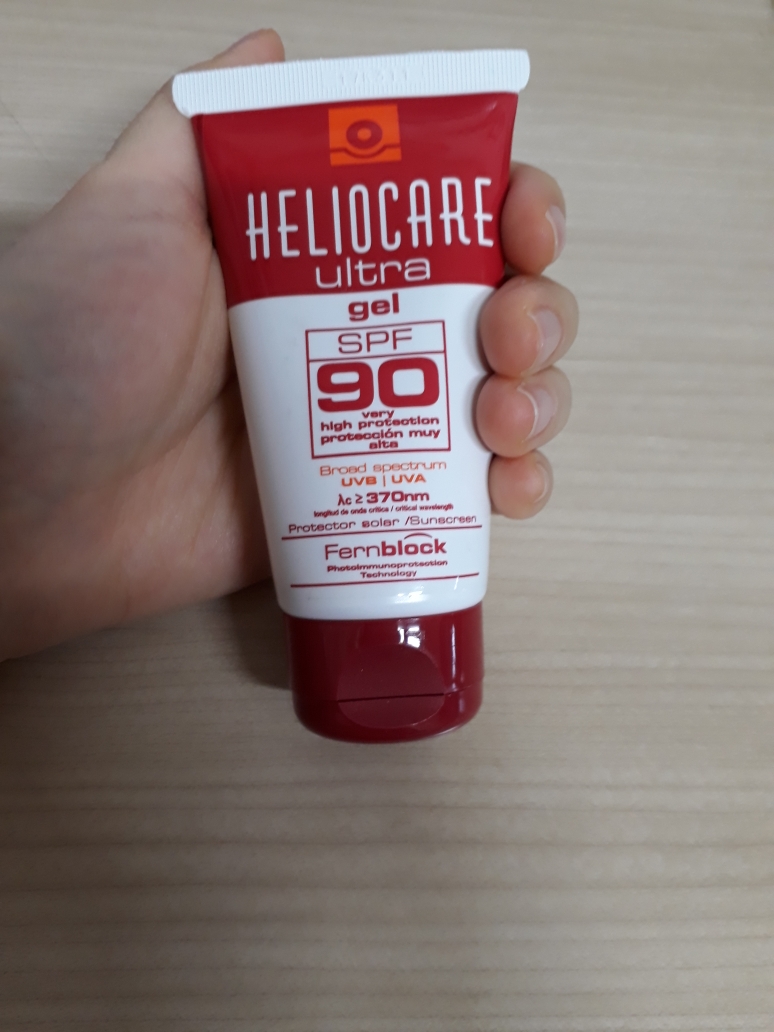 HELIOCARE
ultra
gel
SPF
90
very
high protection
protección muy
alta
Broad spectrum
UVB | UVA
λc ≥ 370nm
longitud de onda crítica / critical wavelength
Protector solar /Sunscreen
Fernblock
Photoimmunoprotection
Technology